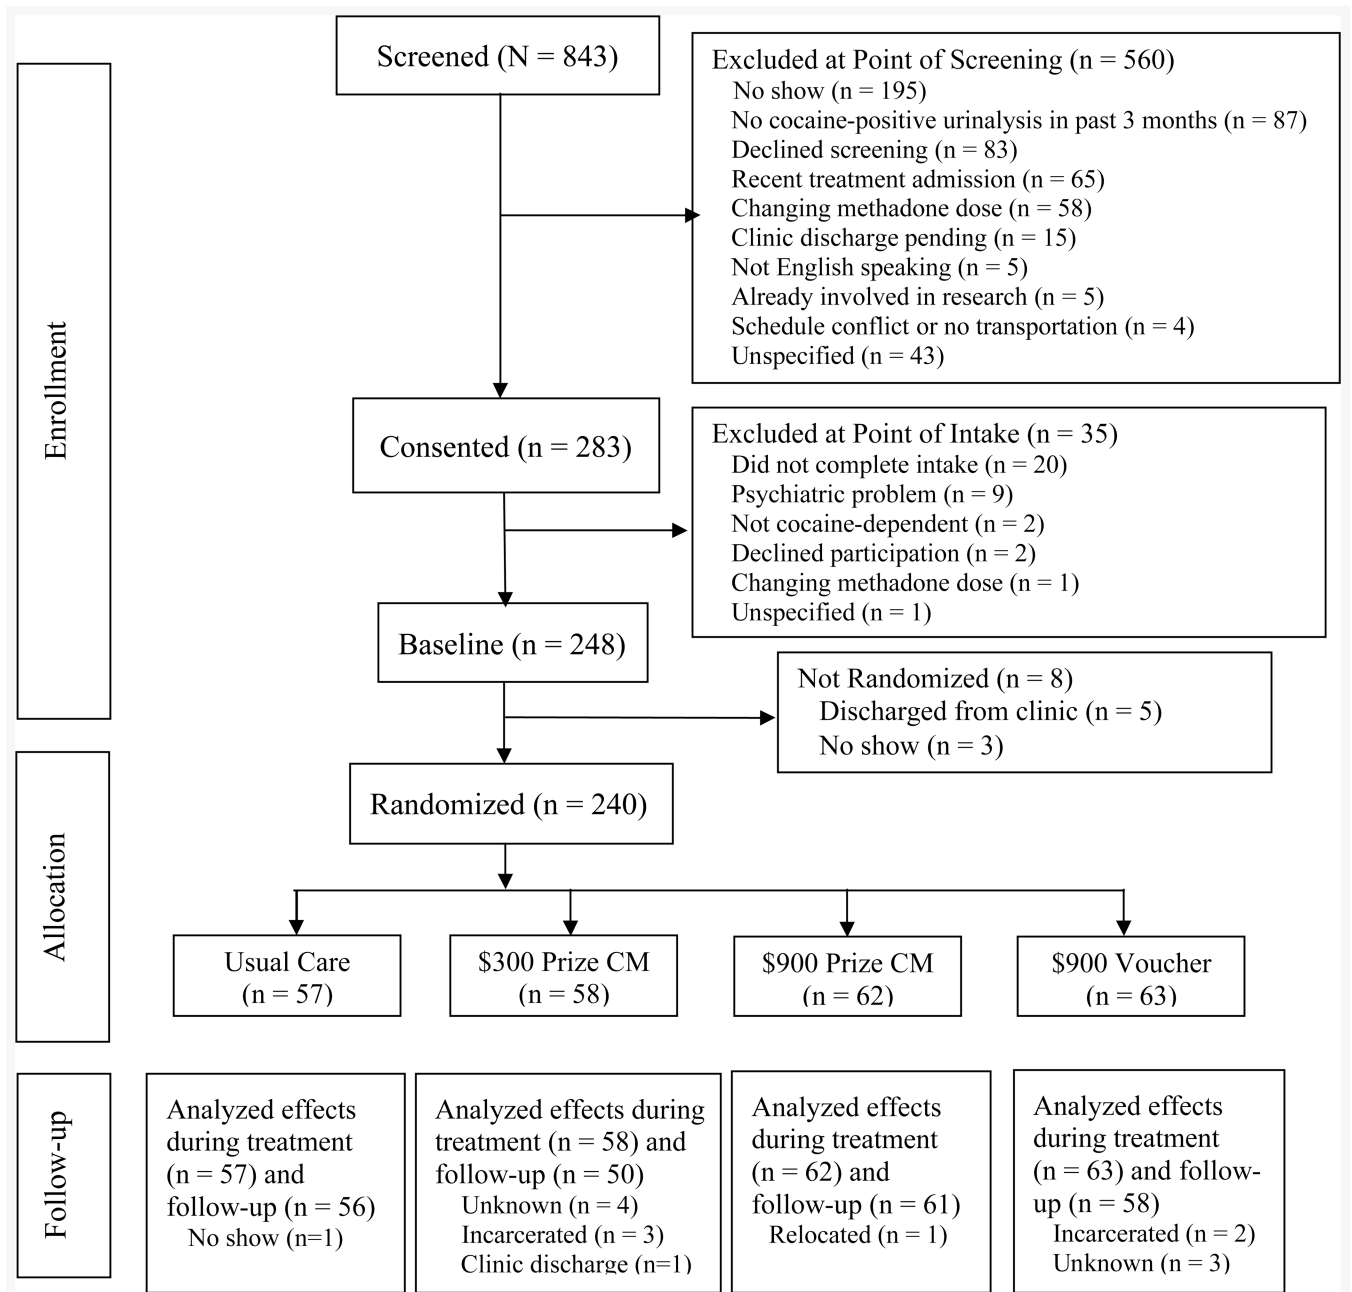 Screened (N = 843)
Excluded at Point of Screening (n = 560)
No show (n = 195)
No cocaine-positive urinalysis in past 3 months (n = 87)
Declined screening (n = 83)
Recent treatment admission (n = 65)
Changing methadone dose (n = 58)
Clinic discharge pending (n = 15)
Not English speaking (n = 5)
Already involved in research (n = 5)
Schedule conflict or no transportation (n = 4)
Unspecified (n = 43)
Enrollment
Consented (n = 283)
Excluded at Point of Intake (n = 35)
Did not complete intake (n = 20)
Psychiatric problem (n = 9)
Not cocaine-dependent (n = 2)
Declined participation (n = 2)
Changing methadone dose (n = 1)
Unspecified (n = 1)
Baseline (n = 248)
Not Randomized (n = 8)
Discharged from clinic (n = 5)
No show (n = 3)
Randomized (n = 240)
Allocation
Usual Care
(n = 57)
$300 Prize CM
(n = 58)
$900 Prize CM
(n = 62)
$900 Voucher
(n = 63)
Follow-up
Analyzed effects
during treatment
(n = 57) and
follow-up (n = 56)
No show (n=1)
Analyzed effects during
treatment (n = 58) and
follow-up (n = 50)
Unknown (n = 4)
Incarcerated (n = 3)
Clinic discharge (n=1)
Analyzed effects
during treatment
(n = 62) and
follow-up (n = 61)
Relocated (n = 1)
Analyzed effects
during treatment
(n = 63) and follow-
up (n = 58)
Incarcerated (n = 2)
Unknown (n = 3)